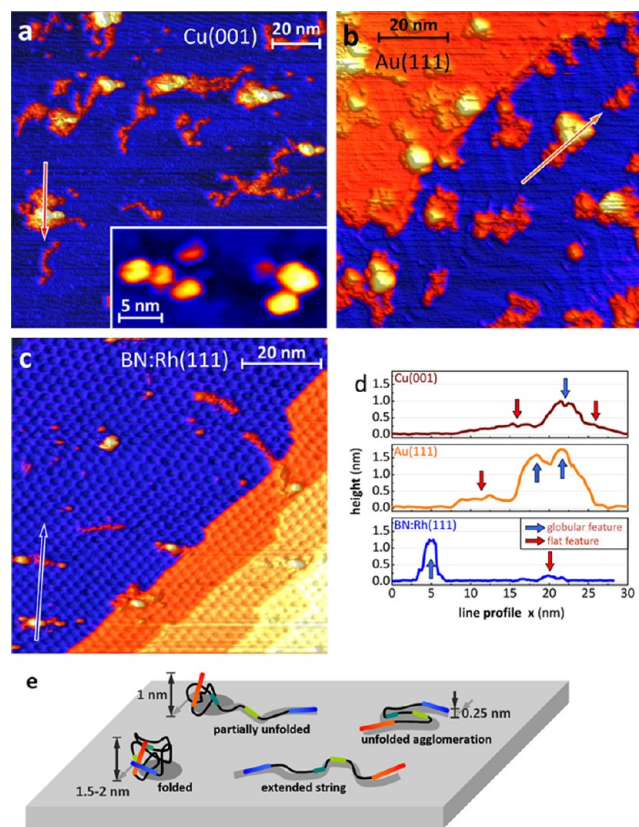 a
Cu(001)
20 nm
5 nm
b
20 nm
Au(111)
c
BN:Rh(111)
20 nm
d
Cu(001)
1.5
1.0
0.5
0.0
Au(111)
1.5
1.0
0.5
0.0
BN:Rh(111)
globular feature
flat feature
1.5
1.0
0.5
0.0
height (nm)
0 5 10 15 20 25 30
line profile x (nm)
e
1 nm
partially unfolded
0.25 nm
unfolded agglomeration
1.5-2 nm
folded
extended string